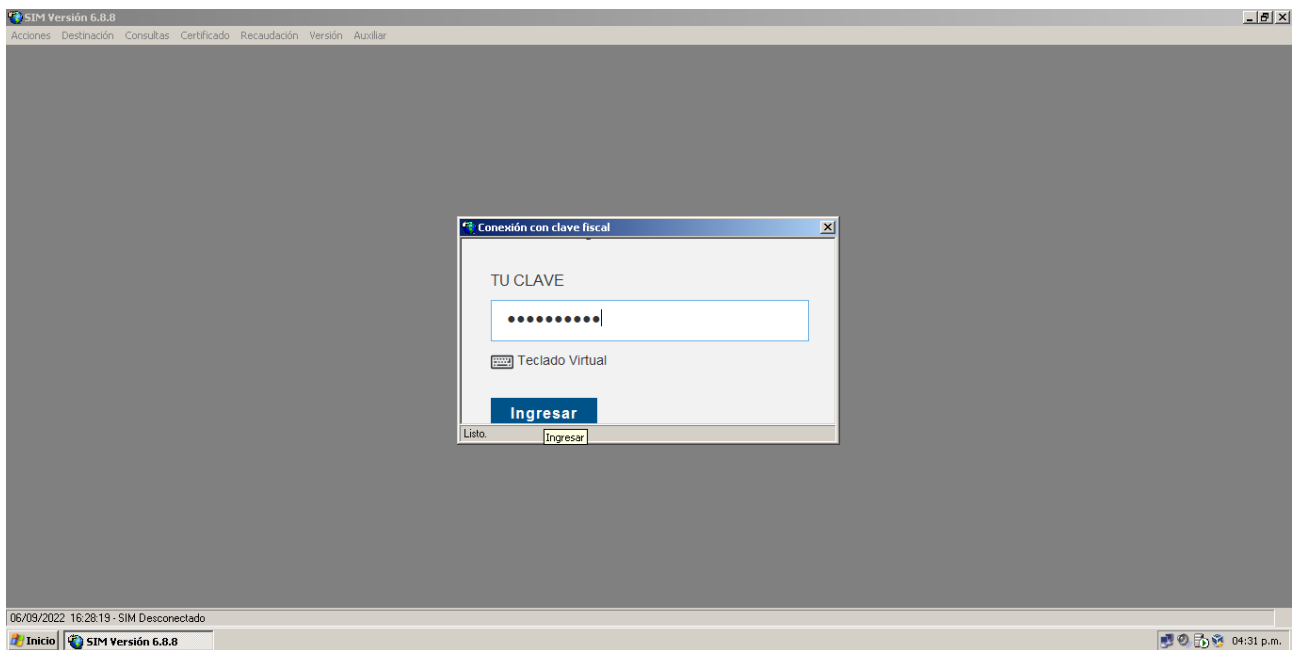 SIM Versión 6.8.8
Acciones Destinación Consultas Certificado Recaudación Versión Auxiliar
Conexión con clave fiscal
TU CLAVE
••••••••••
Teclado Virtual
Ingresar
Listo.
Ingresar
06/09/2022 16:28:19 - SIM Desconectado
Inicio SIM Versión 6.8.8 04:31 p.m.